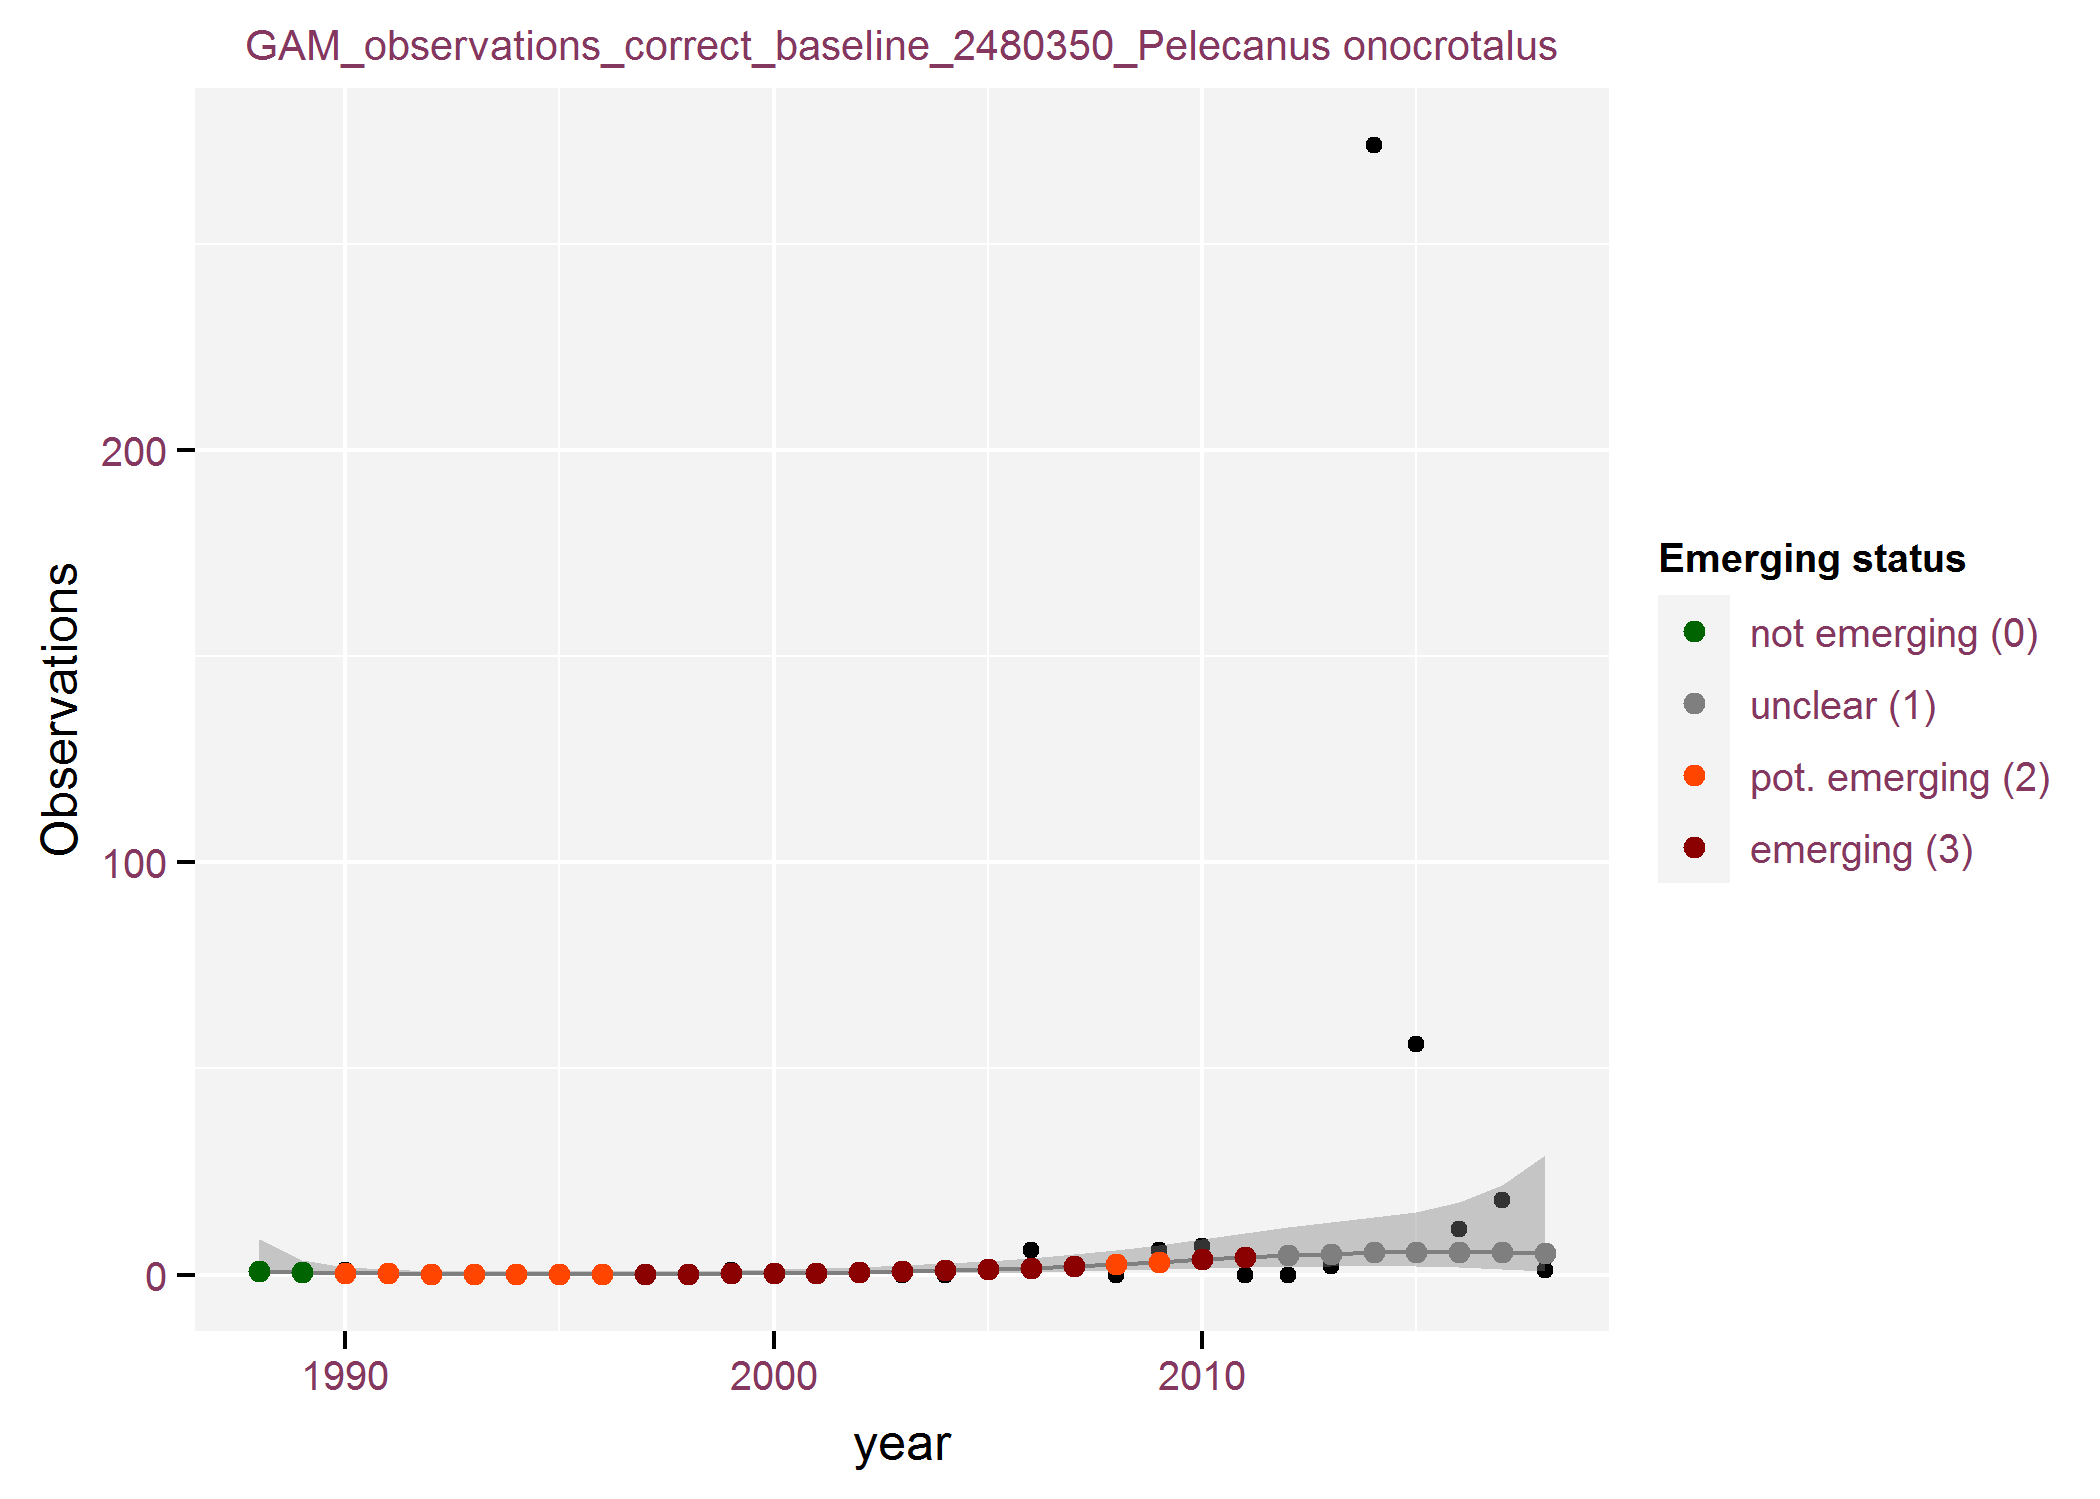 GAM_observations_correct_baseline_2480350_Pelecanus onocrotalus
Observations
200
100
0
1990
2000
2010
year
Emerging status
not emerging (0)
unclear (1)
pot. emerging (2)
emerging (3)